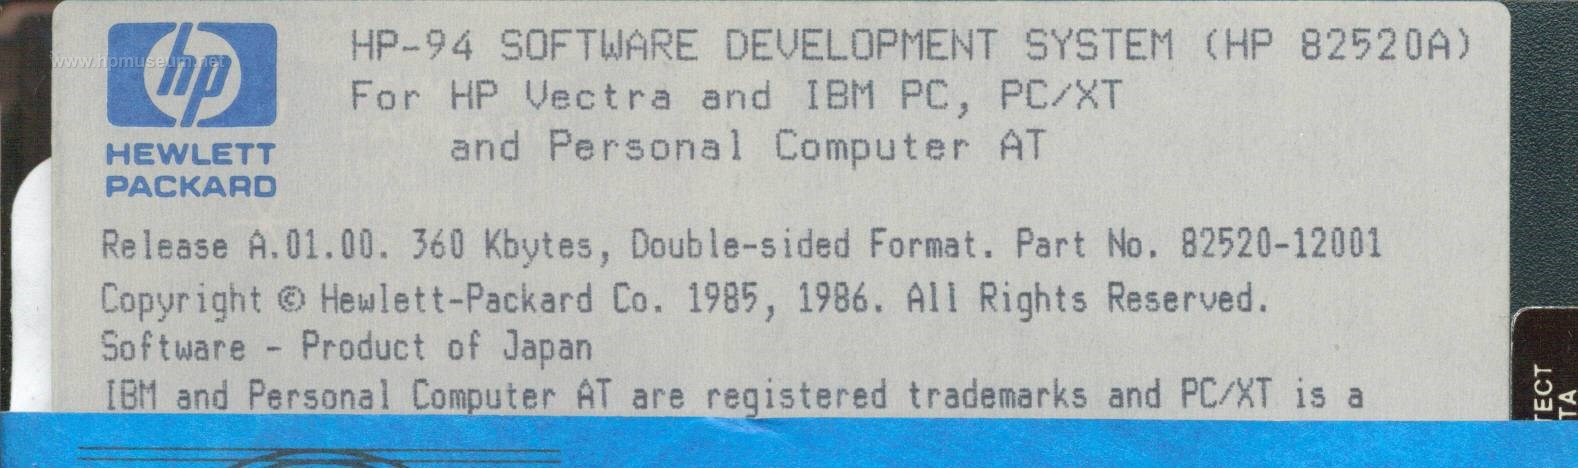 www.hpmuseum.net
hp
HEWLETT
PACKARD
HP-94 SOFTWARE DEVELOPMENT SYSTEM (HP 82520A)
For HP Vectra and IBM PC, PC/XT
and Personal Computer AT
Release A.01.00. 360 Kbytes, Double-sided Format. Part No. 82520-12001
Copyright © Hewlett-Packard Co. 1985, 1986. All Rights Reserved.
Software - Product of Japan
IBM and Personal Computer AT are registered trademarks and PC/XT is a